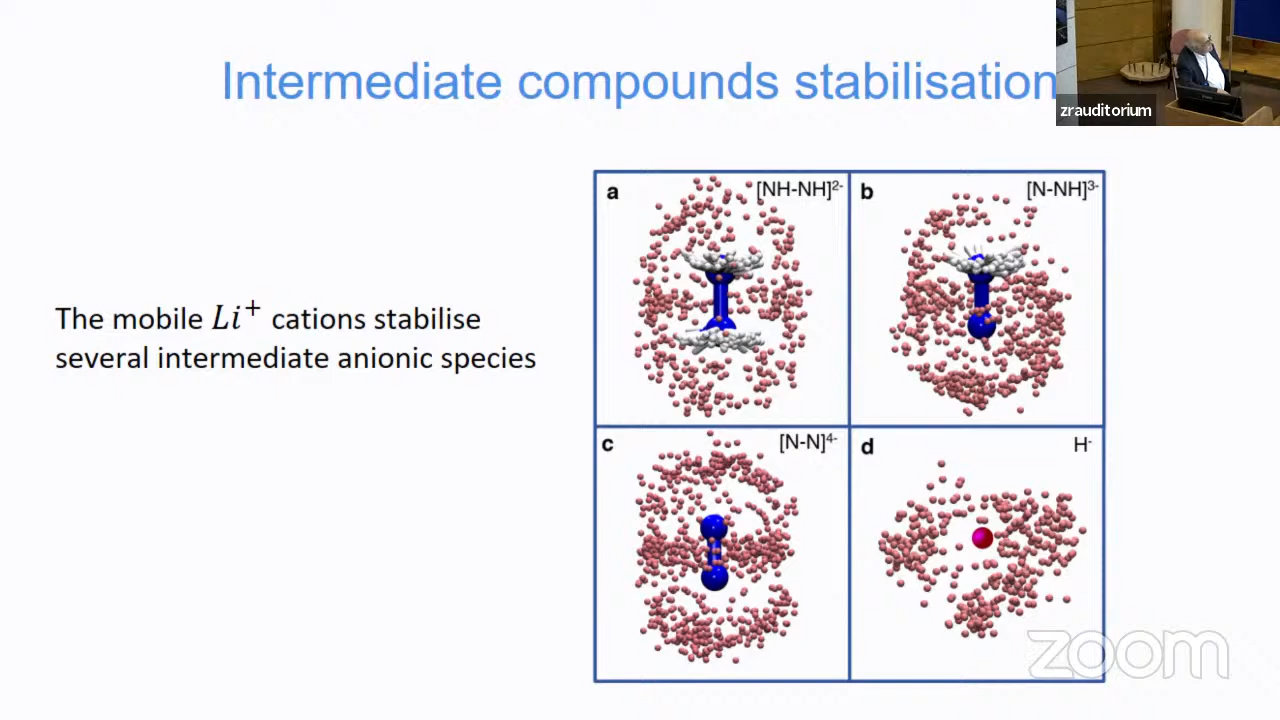 Intermediate compounds stabilisation
zrauditorium
The mobile Li⁺ cations stabilise
several intermediate anionic species
a [NH-NH]²⁻
b [N-NH]³⁻
c [N-N]⁴⁻
d H⁻
zoom